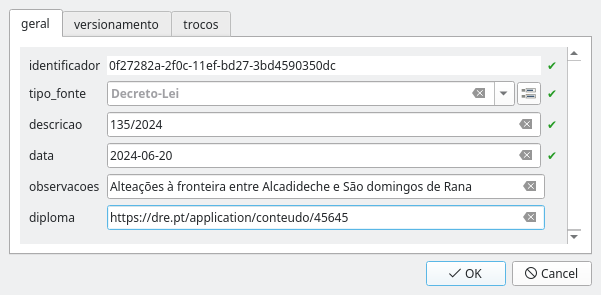 geral versionamento trocos
identificador 0f27282a-2f0c-11ef-bd27-3bd4590350dc
tipo_fonte Decreto-Lei
descricao 135/2024
data 2024-06-20
observacoes Alteações à fronteira entre Alcadideche e São domingos de Rana
diploma https://dre.pt/application/conteudo/45645
OK Cancel